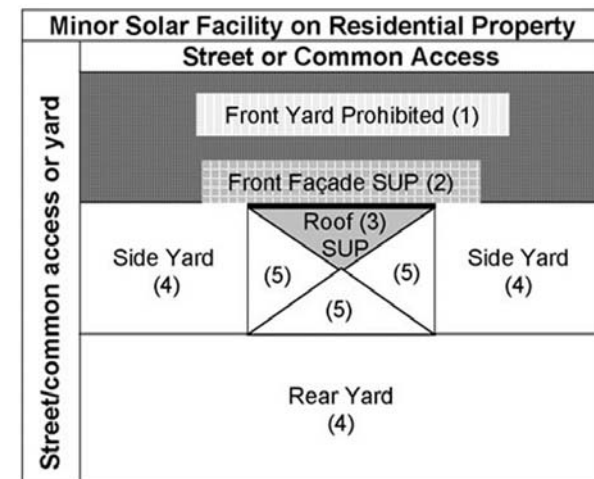 Minor Solar Facility on Residential Property
Street or Common Access
Street/common access or yard
Front Yard Prohibited (1)
Front Façade SUP (2)
Roof (3)
SUP
Side Yard
(4)
(5)
(5)
Side Yard
(4)
(5)
Rear Yard
(4)